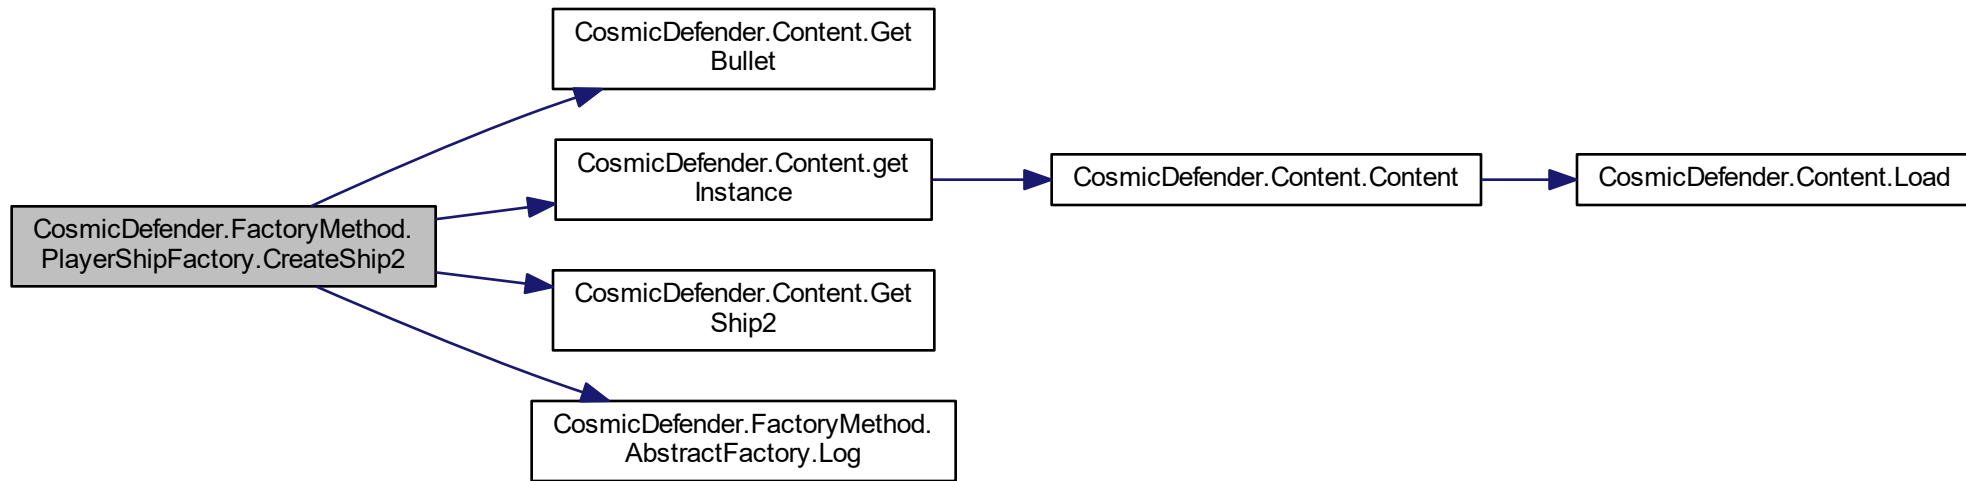 CosmicDefender.Content.Get
Bullet
CosmicDefender.Content.get
Instance
CosmicDefender.Content.Content
CosmicDefender.Content.Load
CosmicDefender.FactoryMethod.
PlayerShipFactory.CreateShip2
CosmicDefender.Content.Get
Ship2
CosmicDefender.FactoryMethod.
AbstractFactory.Log